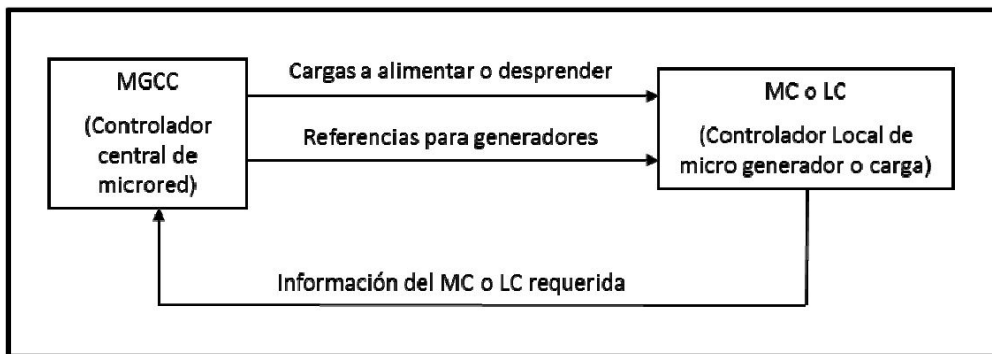 MGCC
(Controlador
central de
microred)
Cargas a alimentar o desprender
Referencias para generadores
MC o LC
(Controlador Local de
micro generador o carga)
Información del MC o LC requerida